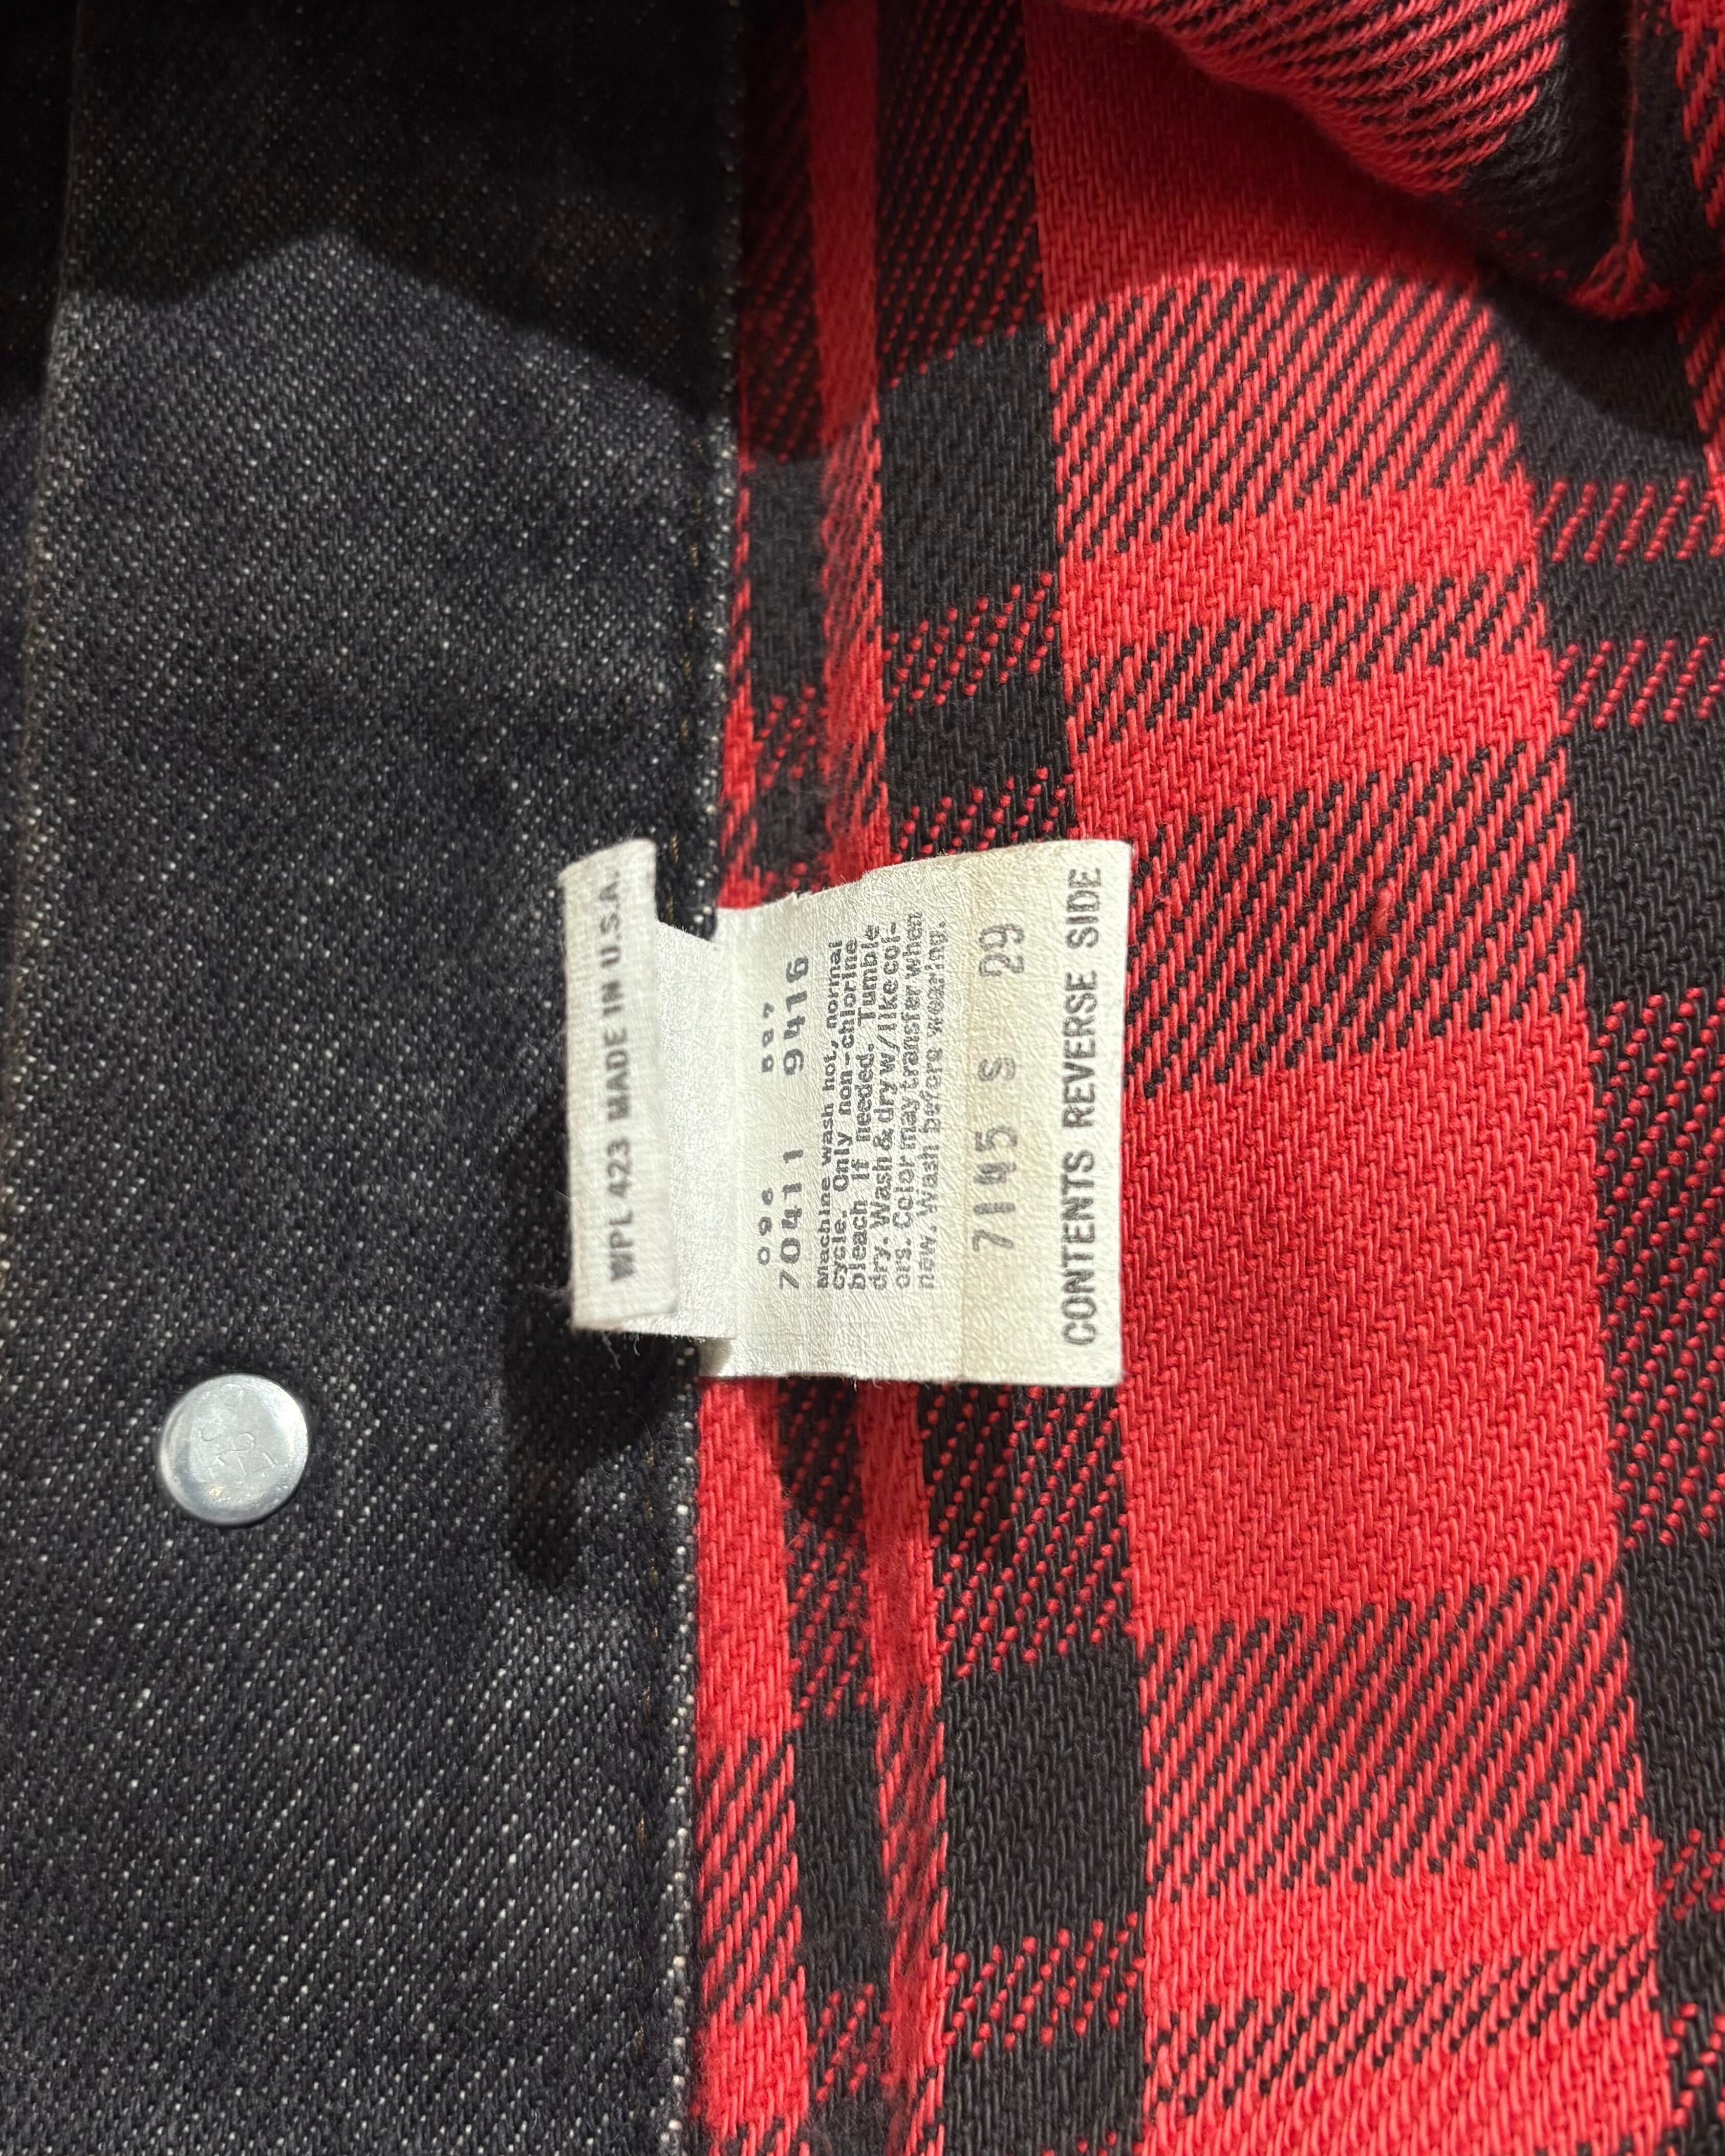 WPL 423 MADE IN U.S.A.
096 027
70411 9416
Machine wash hot, normal
cycle. Only non-chlorine
bleach if needed. Tumble
dry. Wash & dry w/like col-
ors. Color may transfer when
new. Wash before wearing.
7145 S 29
CONTENTS REVERSE SIDE